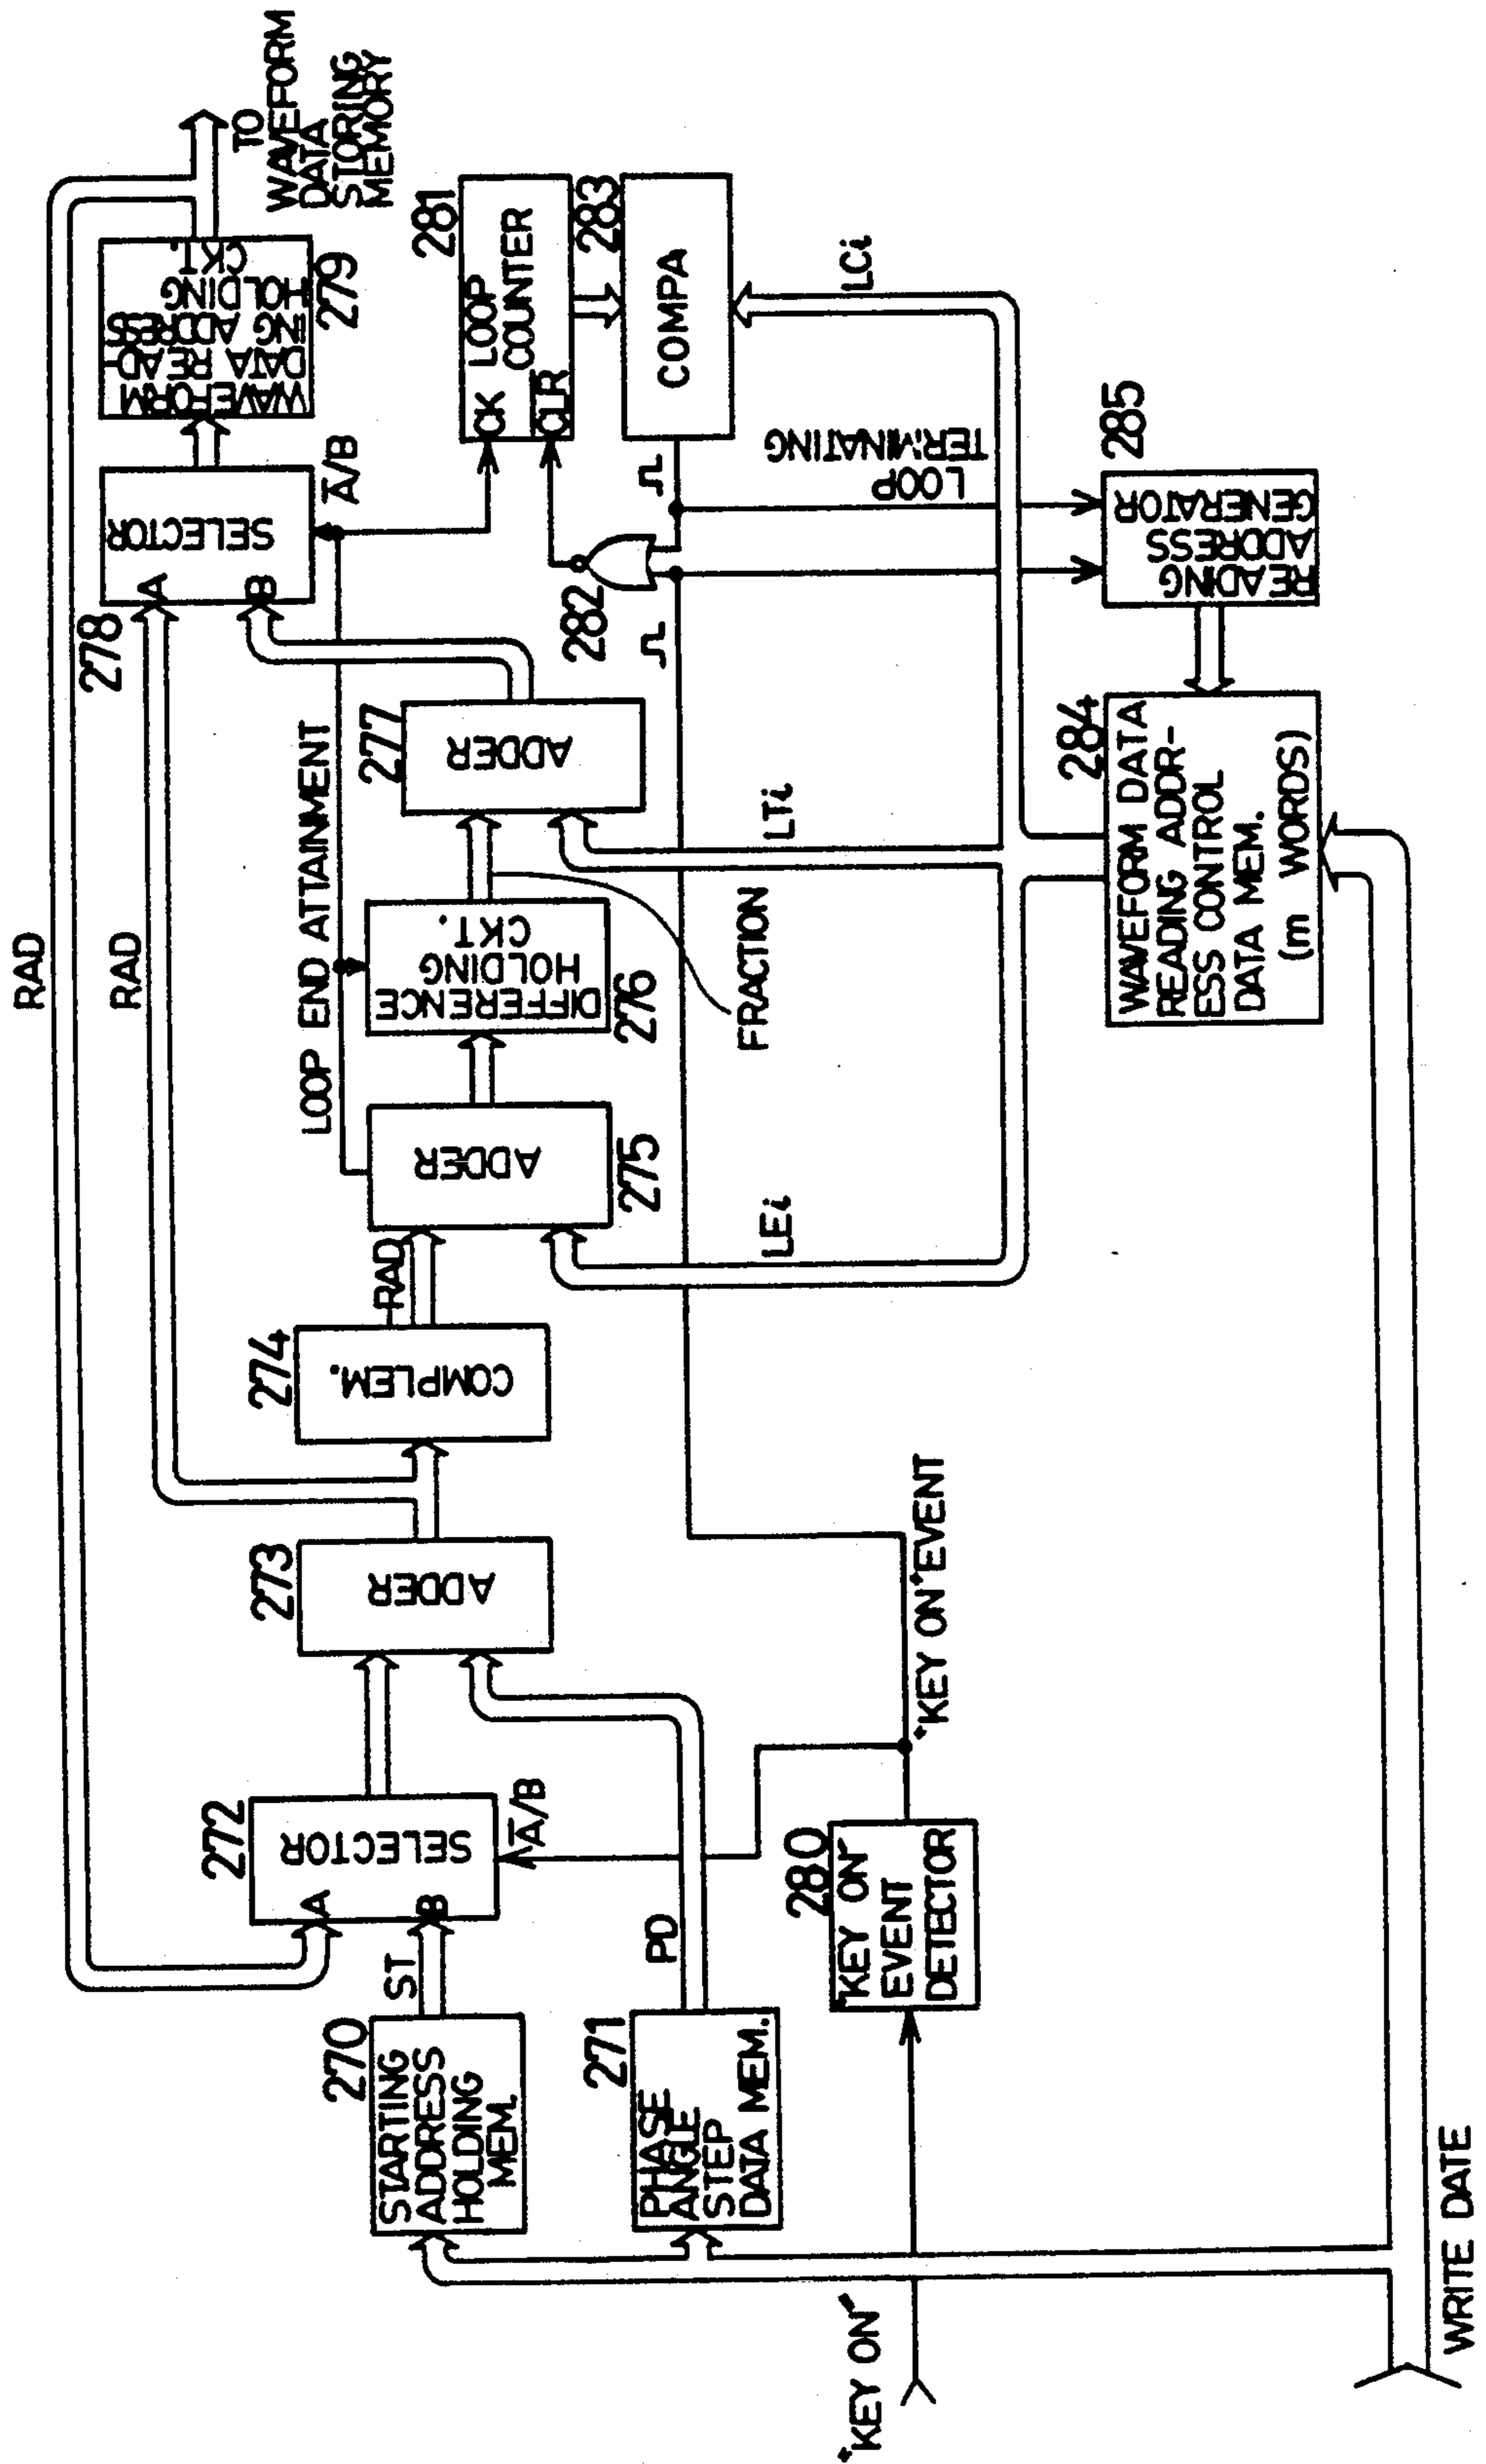 RAD
RAD
TO
WAVEFORM
DATA
STORING
MEMORY
WAVEFORM
DATA READ-
ING ADDRESS
HOLDING
CKT.
279
278
SELECTOR
A
B
A̅/B
LOOP END ATTAINMENT
281
LOOP
COUNTER
CK
CLR
283
COMPA
LCi
282
LOOP
TERMINATING
277
ADDER
LTi
276
DIFFERENCE
HOLDING
CKT.
FRACTION
275
ADDER
RAD
LEi
274
COMPLEM.
273
ADDER
272
SELECTOR
A
B
A̅/B
ST
270
STARTING
ADDRESS
HOLDING
MEM.
271
PHASE
ANGLE
STEP
DATA MEM.
PD
280
"KEY ON"
EVENT
DETECTOR
"KEY ON" EVENT
"KEY ON"
285
READING
ADDRESS
GENERATOR
284
WAVEFORM DATA
READING ADDR-
ESS CONTROL
DATA MEM.
(m WORDS)
WRITE DATE